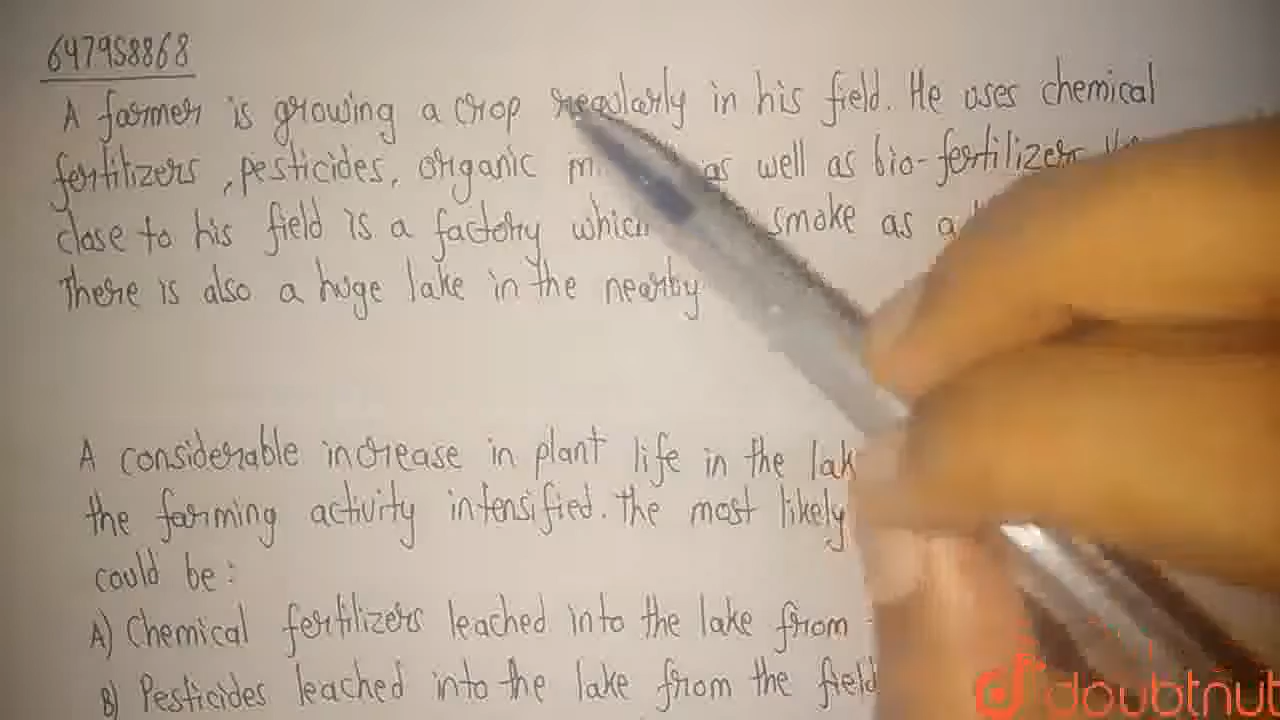 647958868
A farmer is growing a crop regularly in his field. He uses chemical
fertilizers, pesticides, organic as well as bio-fertilizers
close to his field is a factory which smoke as a
There is also a huge lake in the nearby
A considerable increase in plant life in the
the farming activity intensified. The most likely
could be:
A) Chemical fertilizers leached into the lake from
B) Pesticides leached into the lake from the field
doubtnut